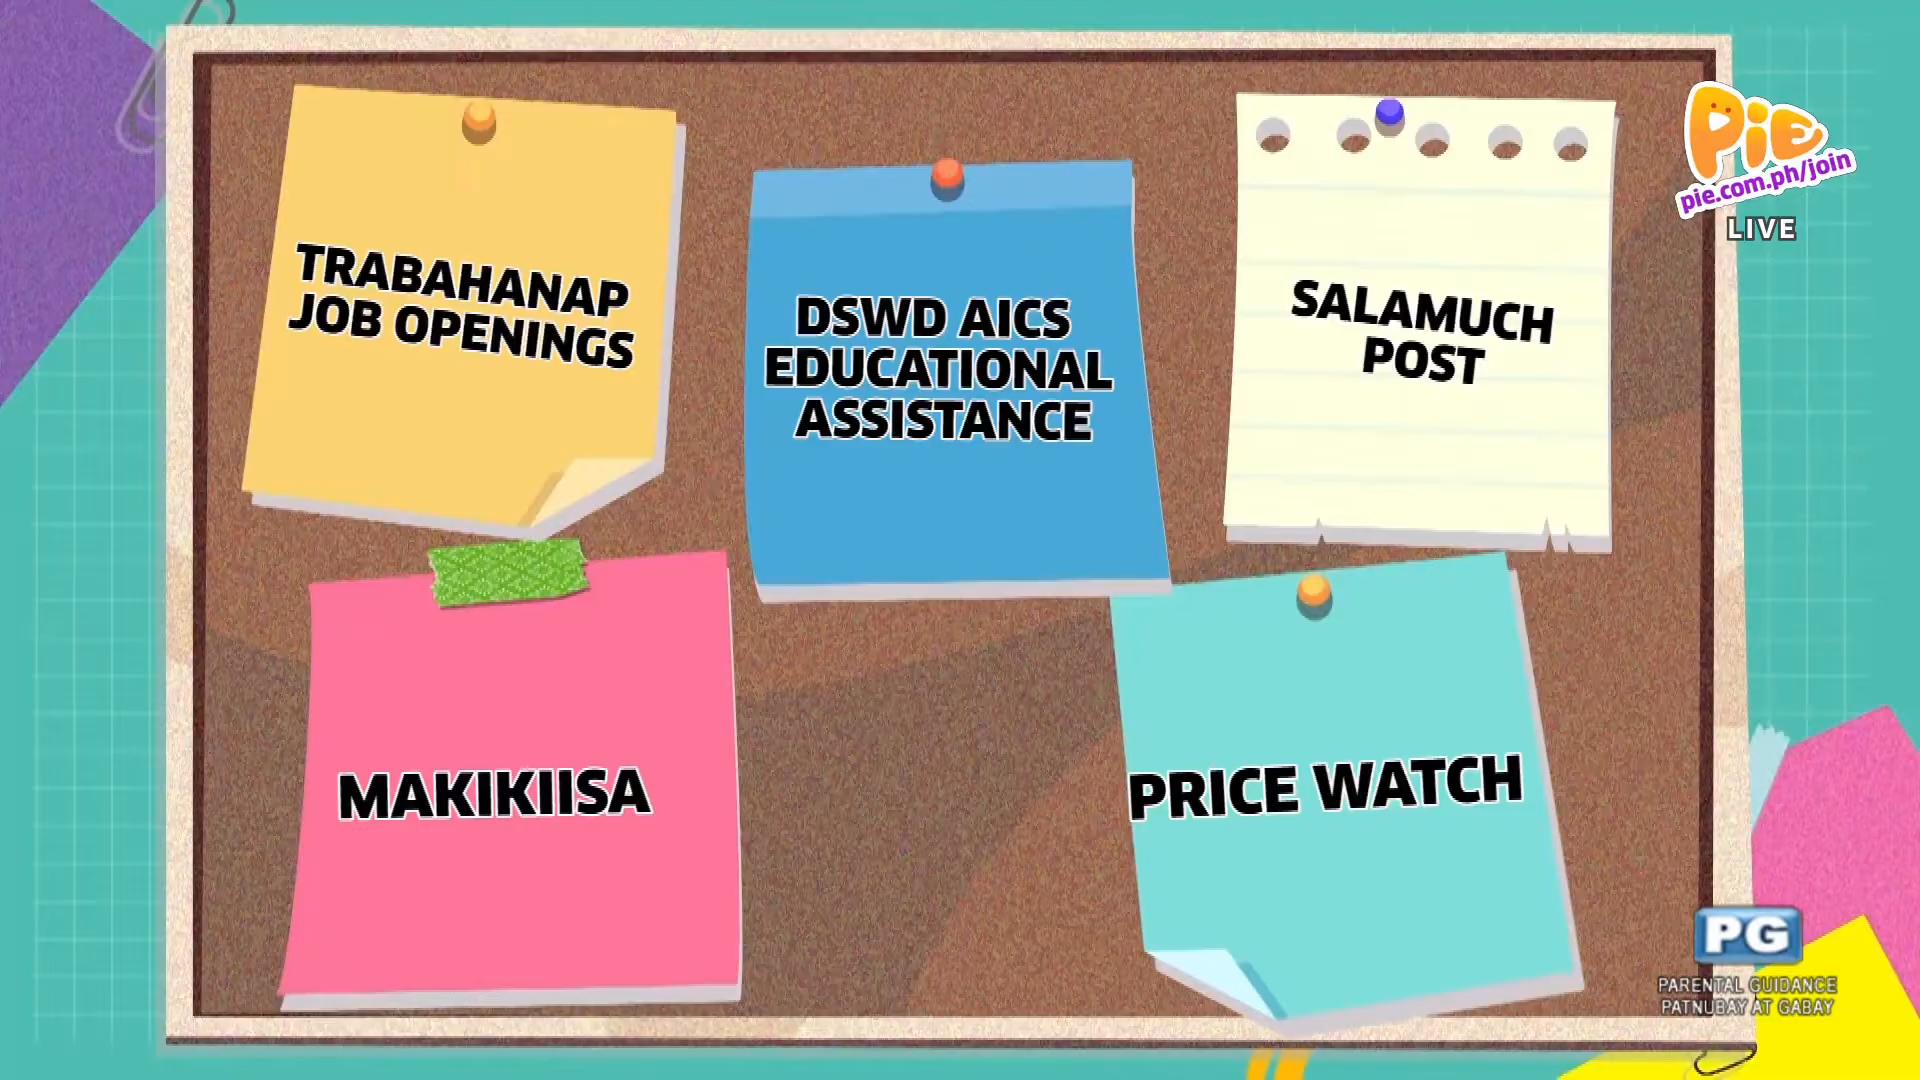 TRABAHANAP
JOB OPENINGS
DSWD AICS
EDUCATIONAL
ASSISTANCE
SALAMUCH
POST
Pie
pie.com.ph/join
LIVE
MAKIKIISA
PRICE WATCH
PG
PARENTAL GUIDANCE
PATNUBAY AT GABAY